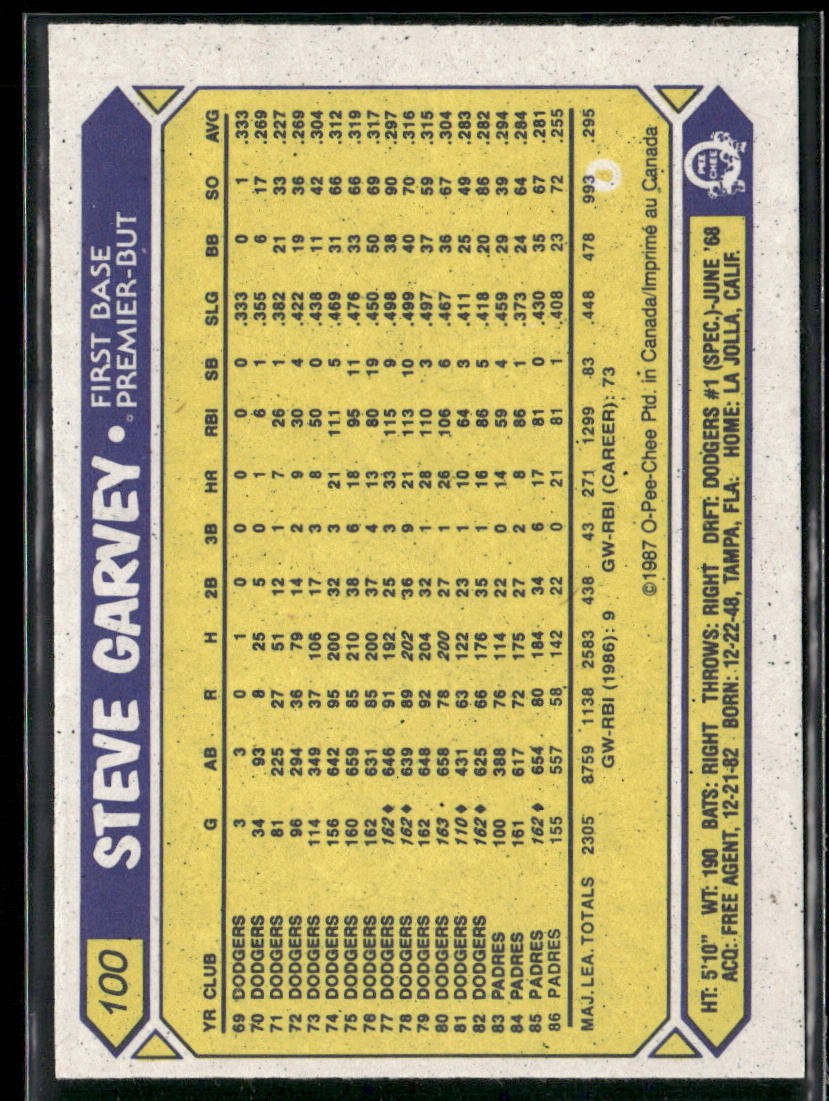 100 STEVE GARVEY • FIRST BASE
PREMIER-BUT
YR CLUB G AB R H 2B 3B HR RBI SB SLG BB SO AVG
69 DODGERS 3 3 0 1 0 0 0 0 0 .333 0 1 .333
70 DODGERS 34 93 8 25 5 0 1 6 1 .355 6 17 .269
71 DODGERS 81 225 27 51 12 1 7 26 1 .382 21 33 .227
72 DODGERS 96 294 36 79 14 2 9 30 4 .422 19 36 .269
73 DODGERS 114 349 37 106 17 3 8 50 0 .438 11 42 .304
74 DODGERS 156 642 95 200 32 3 21 111 5 .469 31 66 .312
75 DODGERS 160 659 85 210 38 6 18 95 11 .476 33 66 .319
76 DODGERS 162 631 85 200 37 4 13 80 19 .450 50 69 .317
77 DODGERS 162♦ 646 91 192 25 3 33 115 9 .498 38 90 .297
78 DODGERS 162♦ 639 89 202 36 9 21 113 10 .499 40 70 .316
79 DODGERS 162 648 92 204 32 1 28 110 3 .497 37 59 .315
80 DODGERS 163• 658 78 200 27 1 26 106 6 .467 36 67 .304
81 DODGERS 110♦ 431 63 122 23 1 10 64 3 .411 25 49 .283
82 DODGERS 162♦ 625 66 176 35 1 16 86 5 .418 20 86 .282
83 PADRES 100 388 76 114 22 0 14 59 4 .459 29 39 .294
84 PADRES 161 617 72 175 27 2 8 86 1 .373 24 64 .284
85 PADRES 162♦ 654 80 184 34 6 17 81 0 .430 35 67 .281
86 PADRES 155 557 58 142 22 0 21 81 1 .408 23 72 .255
MAJ. LEA. TOTALS 2305 8759 1138 2583 438 43 271 1299 83 .448 478 993 .295
GW-RBI (1986): 9 GW-RBI (CAREER): 73
©1987 O-Pee-Chee Ptd. in Canada/Imprimé au Canada
HT: 5'10" WT: 190 BATS: RIGHT THROWS: RIGHT DRFT: DODGERS #1 (SPEC.)-JUNE '68
ACQ: FREE AGENT, 12-21-82 BORN: 12-22-48, TAMPA, FLA: HOME: LA JOLLA, CALIF.
O PEE CHEE